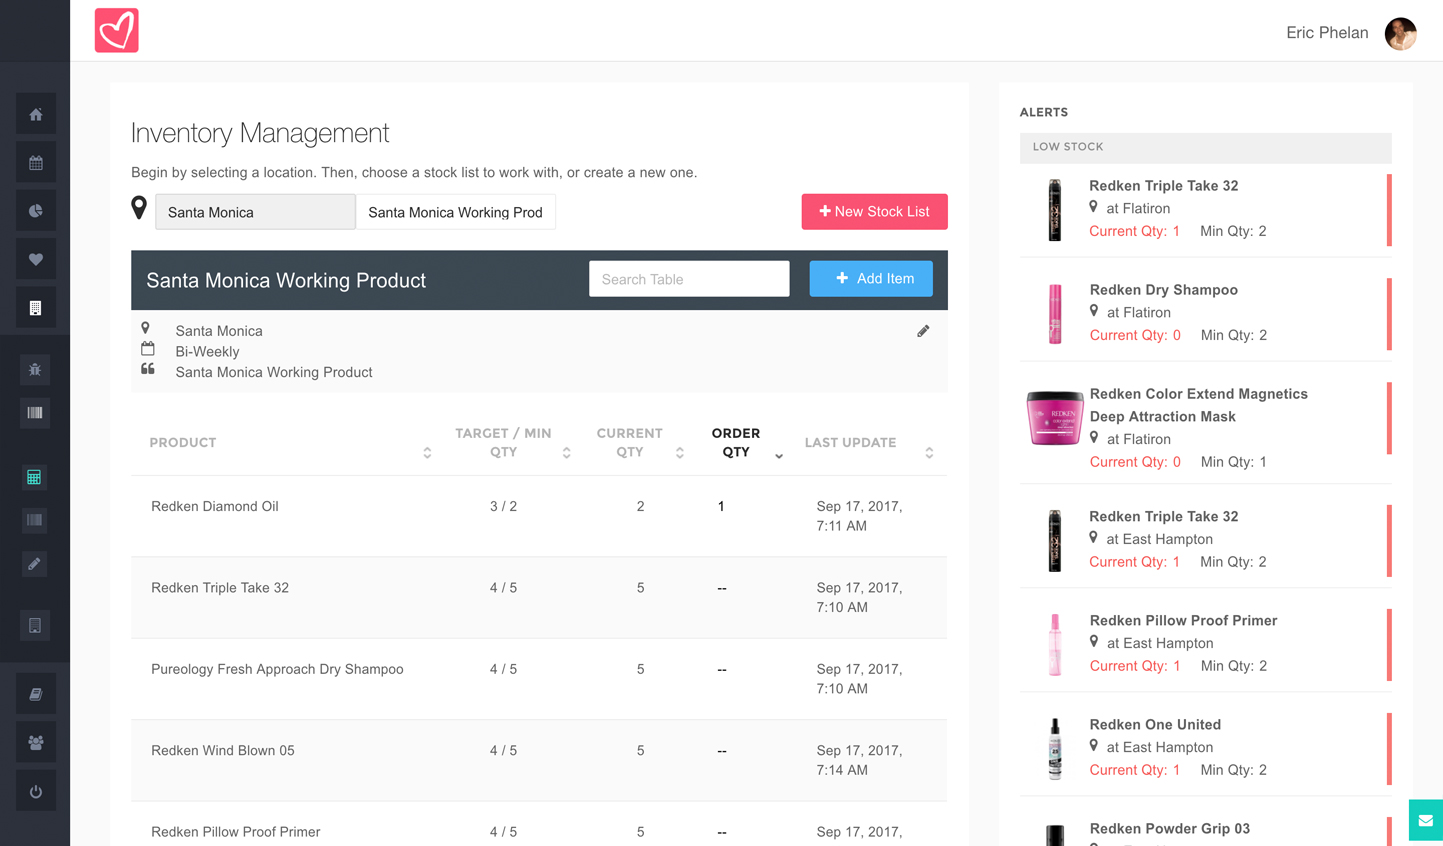 Eric Phelan
Inventory Management
Begin by selecting a location. Then, choose a stock list to work with, or create a new one.
Santa Monica
Santa Monica Working Prod
New Stock List
Santa Monica Working Product
Search Table
Add Item
Santa Monica
Bi-Weekly
Santa Monica Working Product
PRODUCT
TARGET / MIN
QTY
CURRENT
QTY
ORDER
QTY
LAST UPDATE
Redken Diamond Oil 3 / 2 2 1 Sep 17, 2017,
7:11 AM
Redken Triple Take 32 4 / 5 5 -- Sep 17, 2017,
7:10 AM
Pureology Fresh Approach Dry Shampoo 4 / 5 5 -- Sep 17, 2017,
7:10 AM
Redken Wind Blown 05 4 / 5 5 -- Sep 17, 2017,
7:14 AM
Redken Pillow Proof Primer 4 / 5 5 -- Sep 17, 2017,
ALERTS
LOW STOCK
Redken Triple Take 32
at Flatiron
Current Qty: 1 Min Qty: 2
Redken Dry Shampoo
at Flatiron
Current Qty: 0 Min Qty: 2
REDKEN
Redken Color Extend Magnetics
Deep Attraction Mask
at Flatiron
Current Qty: 0 Min Qty: 1
Redken Triple Take 32
at East Hampton
Current Qty: 1 Min Qty: 2
Redken Pillow Proof Primer
at East Hampton
Current Qty: 1 Min Qty: 2
Redken One United
at East Hampton
Current Qty: 1 Min Qty: 2
Redken Powder Grip 03